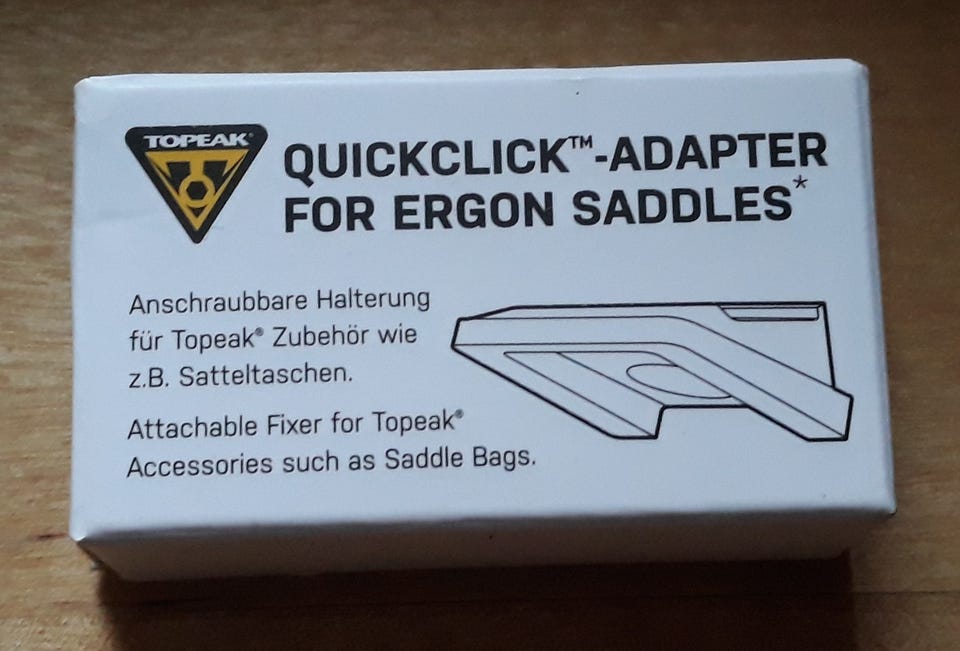 TOPEAK®
QUICKCLICK™-ADAPTER
FOR ERGON SADDLES*
Anschraubbare Halterung
für Topeak® Zubehör wie
z.B. Satteltaschen.
Attachable Fixer for Topeak®
Accessories such as Saddle Bags.